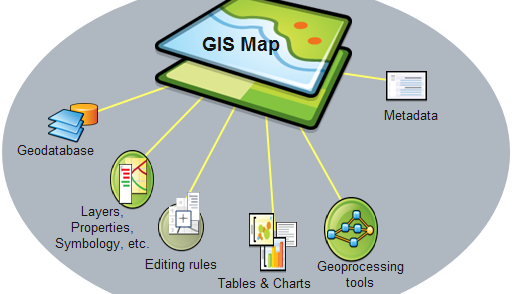 GIS Map
Metadata
Geodatabase
Layers,
Properties,
Symbology, etc.
Editing rules
Tables & Charts
Geoprocessing
tools